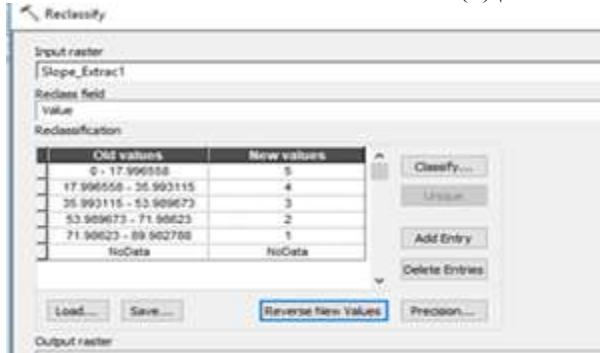 Reclassify
Input raster
Slope_Extrac1
Reclass field
Value
Reclassification
Old values New values
0 - 17.996558 5
17.996558 - 35.993115 4
35.993115 - 53.989673 3
53.989673 - 71.98623 2
71.98623 - 89.982788 1
NoData NoData
Classify...
Unique
Add Entry
Delete Entries
Load... Save... Reverse New Values Precision...
Output raster